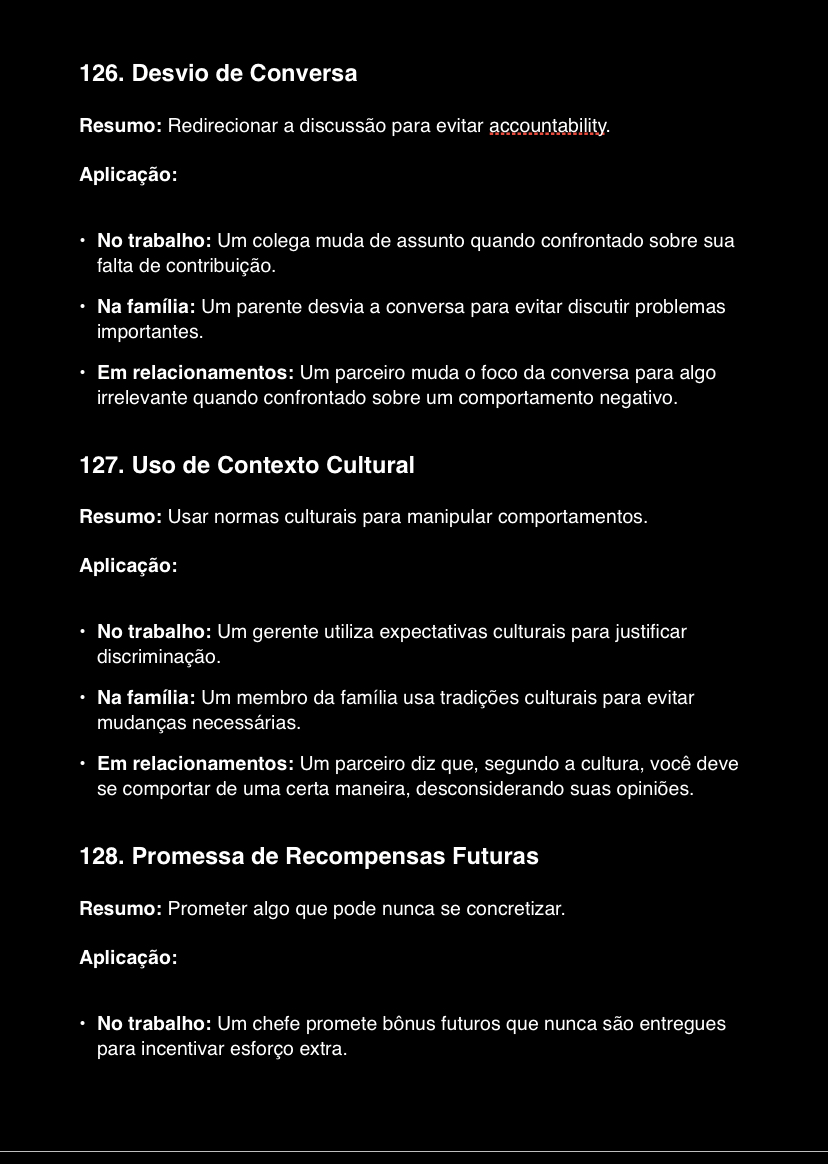 126. Desvio de Conversa
Resumo: Redirecionar a discussão para evitar accountability.
Aplicação:
• No trabalho: Um colega muda de assunto quando confrontado sobre sua
falta de contribuição.
• Na família: Um parente desvia a conversa para evitar discutir problemas
importantes.
• Em relacionamentos: Um parceiro muda o foco da conversa para algo
irrelevante quando confrontado sobre um comportamento negativo.
127. Uso de Contexto Cultural
Resumo: Usar normas culturais para manipular comportamentos.
Aplicação:
• No trabalho: Um gerente utiliza expectativas culturais para justificar
discriminação.
• Na família: Um membro da família usa tradições culturais para evitar
mudanças necessárias.
• Em relacionamentos: Um parceiro diz que, segundo a cultura, você deve
se comportar de uma certa maneira, desconsiderando suas opiniões.
128. Promessa de Recompensas Futuras
Resumo: Prometer algo que pode nunca se concretizar.
Aplicação:
• No trabalho: Um chefe promete bônus futuros que nunca são entregues
para incentivar esforço extra.